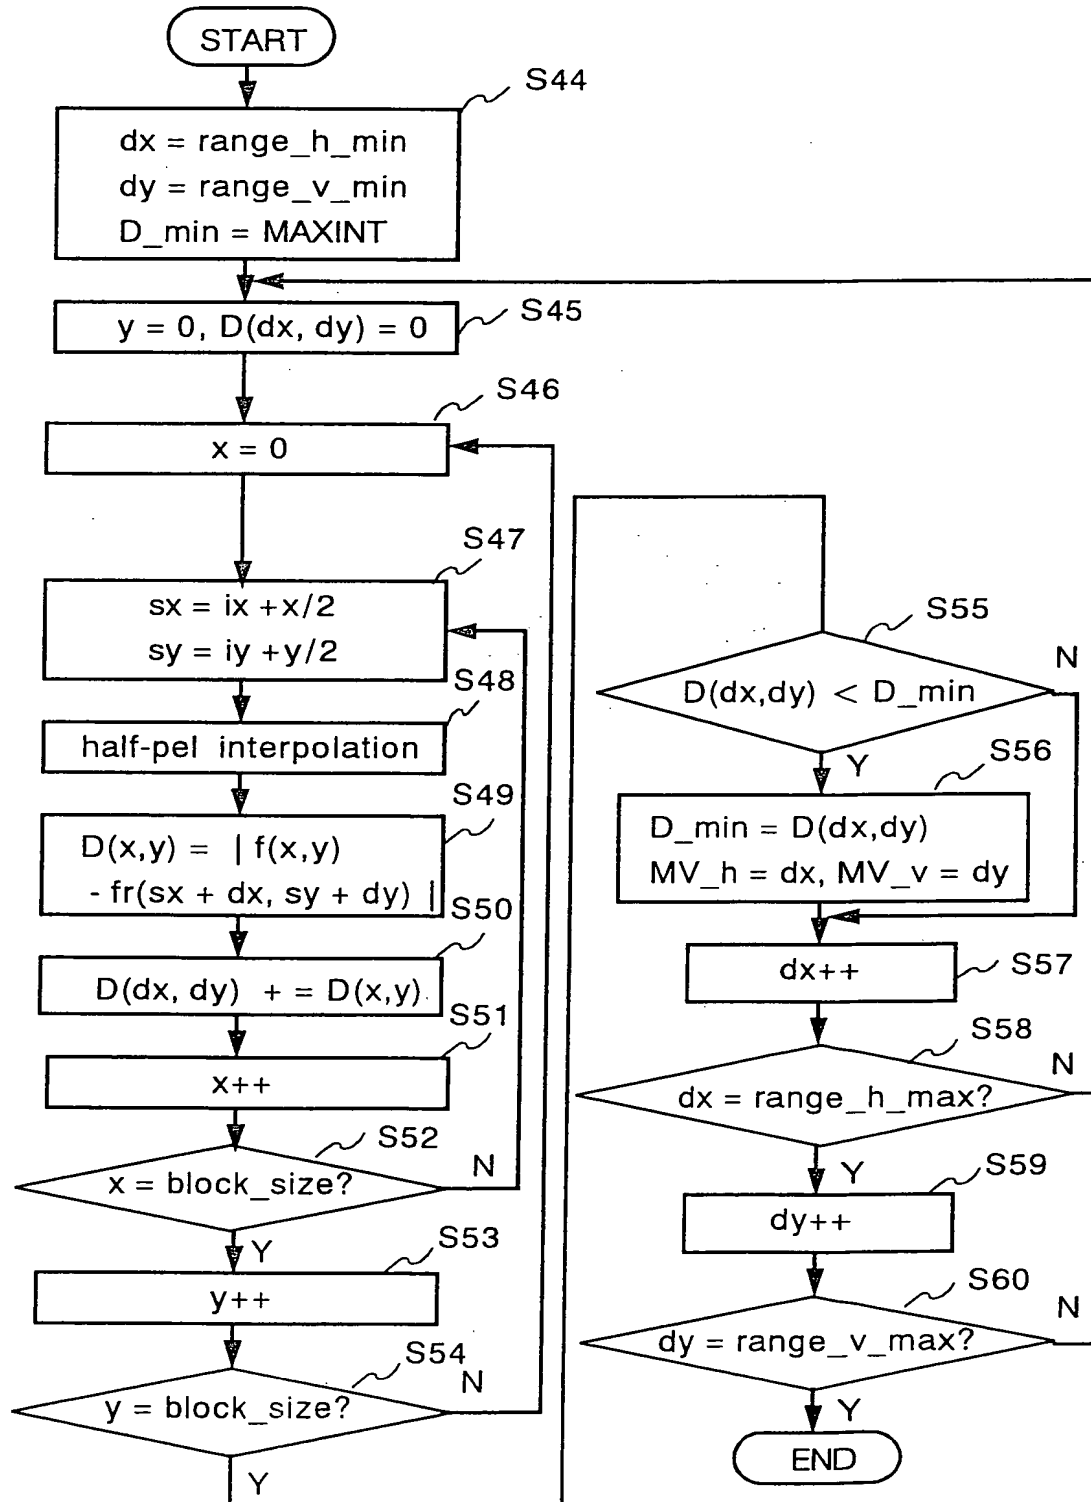 START
S44
dx = range_h_min
dy = range_v_min
D_min = MAXINT
S45
y = 0, D(dx, dy) = 0
S46
x = 0
S47
sx = ix +x/2
sy = iy +y/2
S48
half-pel interpolation
S49
D(x,y) = | f(x,y)
- fr(sx + dx, sy + dy) |
S50
D(dx, dy) + = D(x,y)
S51
x++
S52
x = block_size?
N
Y
S53
y++
S54
y = block_size?
N
Y
S55
D(dx,dy) < D_min
N
Y
S56
D_min = D(dx,dy)
MV_h = dx, MV_v = dy
S57
dx++
S58
dx = range_h_max?
N
Y
S59
dy++
S60
dy = range_v_max?
N
Y
END